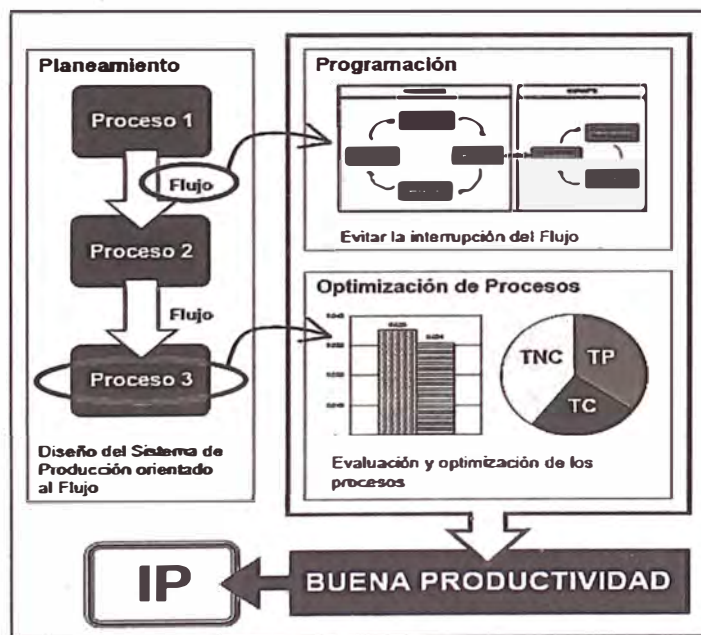 Planeamiento
Proceso 1
Flujo
Proceso 2
Flujo
Proceso 3
Diseño del Sistema de
Producción orientado
al Flujo
Programación
Evitar la interrupción del Flujo
Optimización de Procesos
TNC
TP
TC
Evaluación y optimización de los
procesos
BUENA PRODUCTIVIDAD
IP